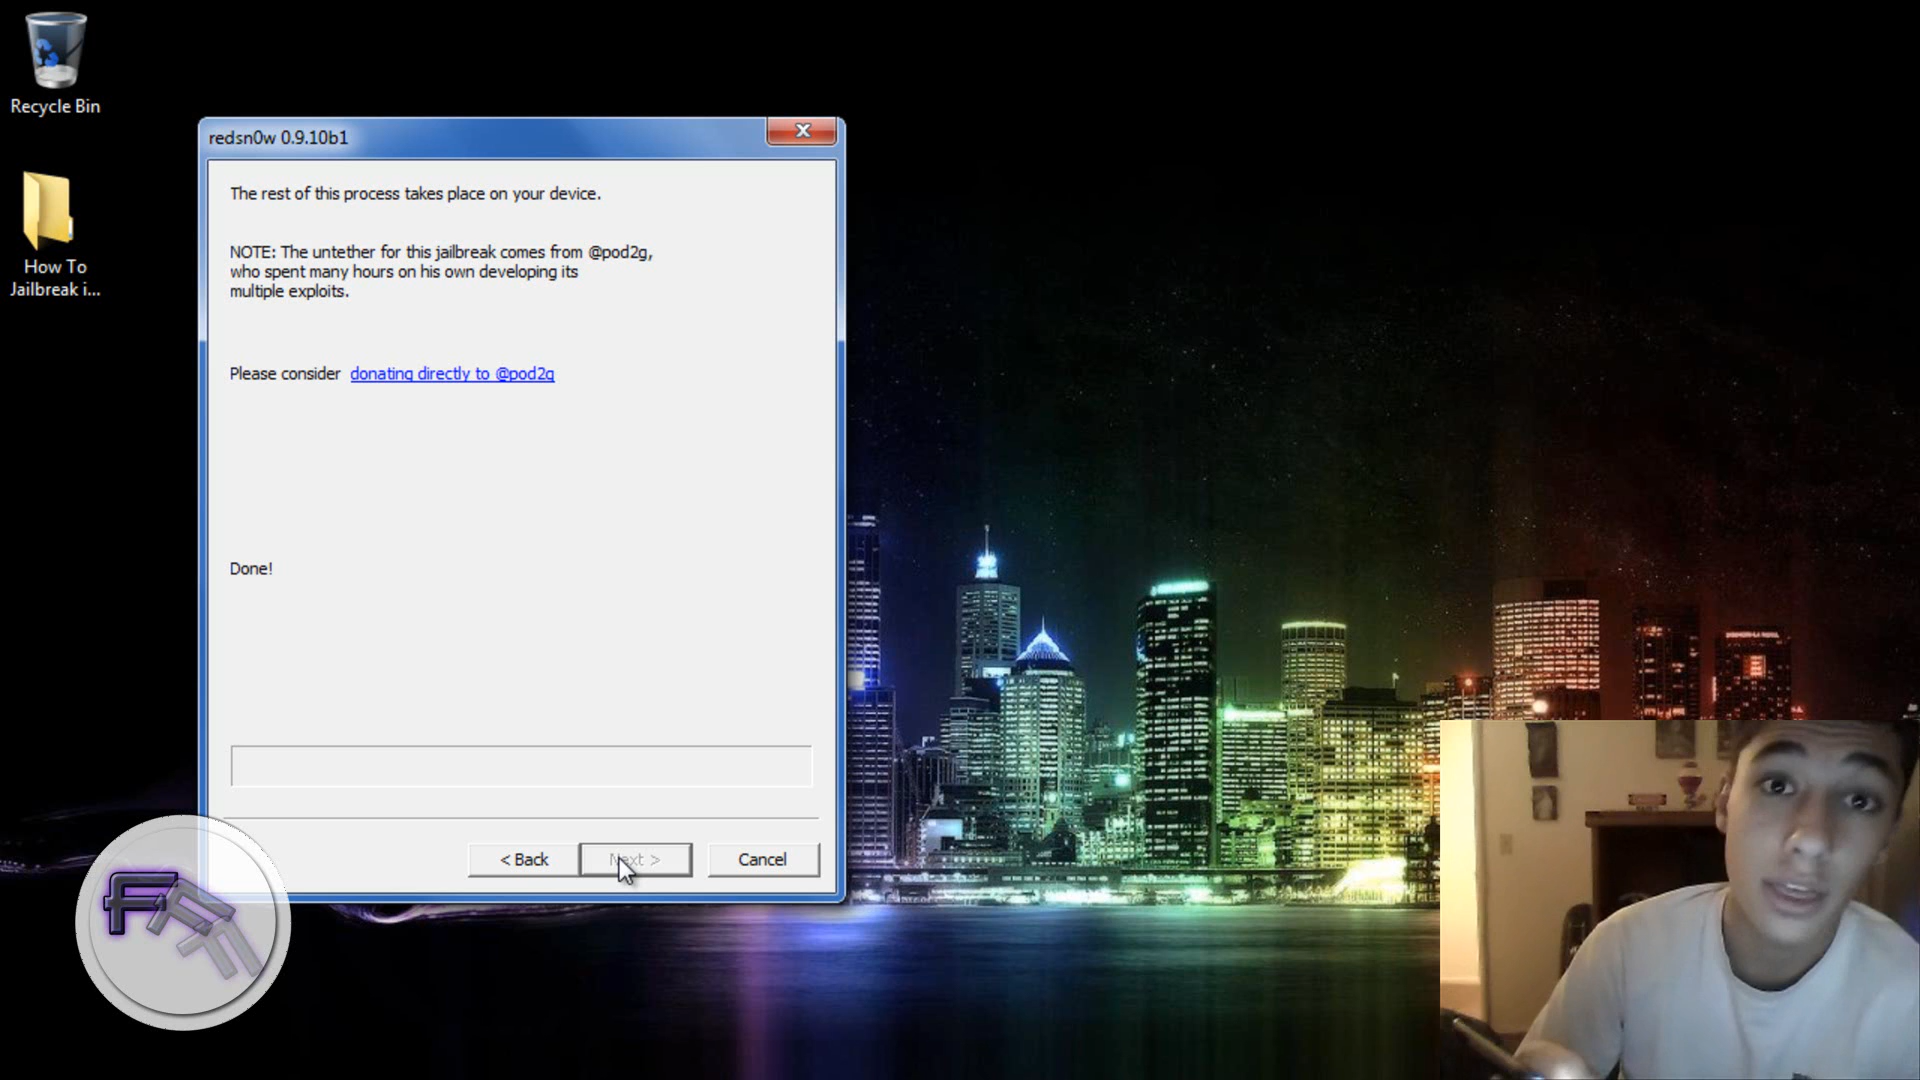 Recycle Bin
How To
Jailbreak i...
redsn0w 0.9.10b1
The rest of this process takes place on your device.
NOTE: The untether for this jailbreak comes from @pod2g,
who spent many hours on his own developing its
multiple exploits.
Please consider donating directly to @pod2g
Done!
< Back
Next >
Cancel